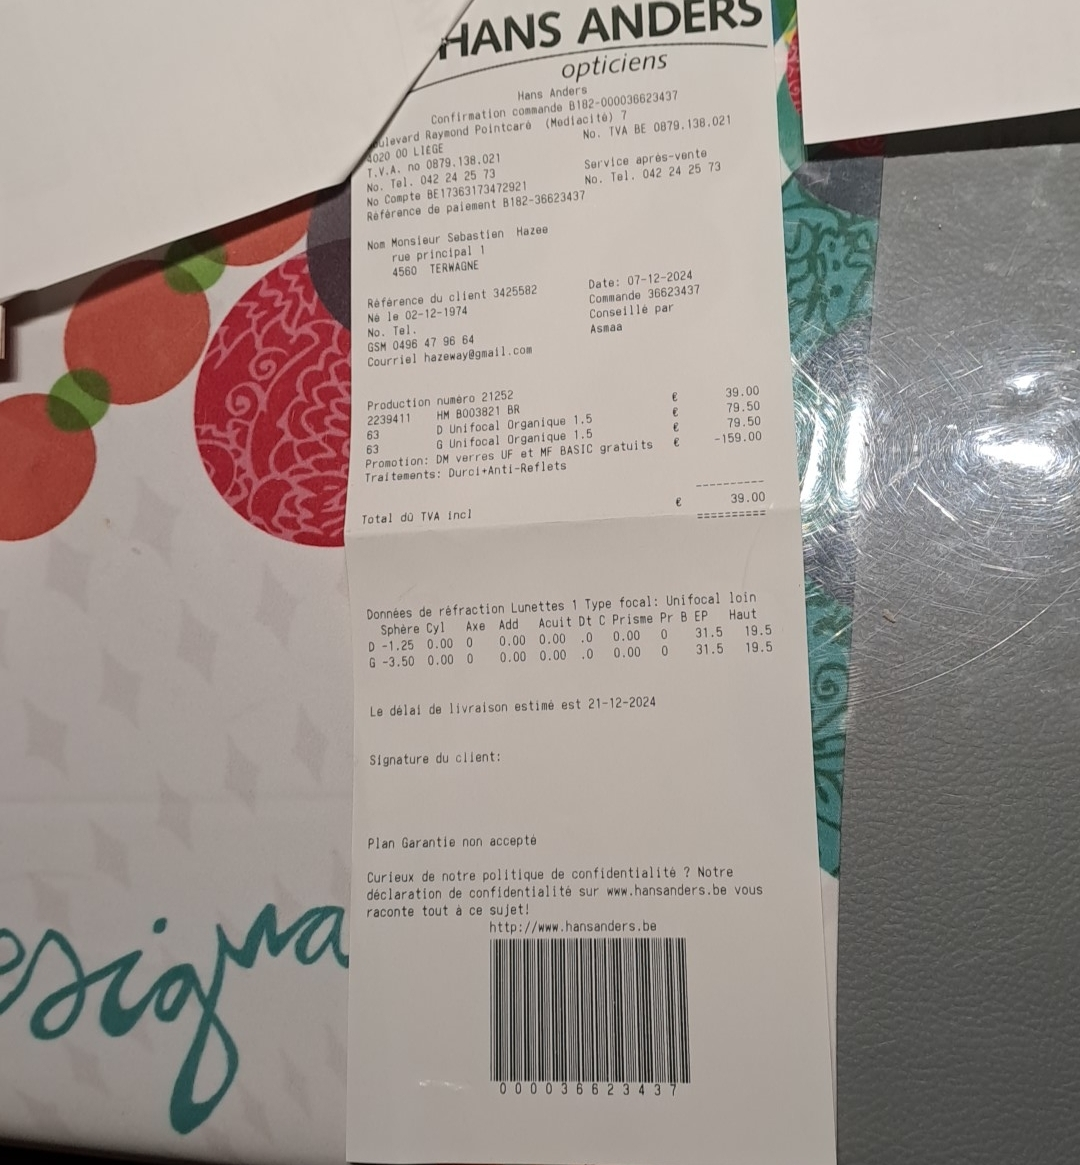 HANS ANDERS
opticiens
Hans Anders
Confirmation commande B182-000036623437
ulevard Raymond Pointcaré (Mediacité) 7
4020 00 LIÉGE No. TVA BE 0879.138.021
T.V.A. no 0879.138.021
No. Tel. 042 24 25 73 Service après-vente
No Compte BE17363173472921 No. Tel. 042 24 25 73
Référence de paiement B182-36623437
Nom Monsieur Sebastien Hazee
rue principal 1
4560 TERWAGNE
Référence du client 3425582 Date: 07-12-2024
Né le 02-12-1974 Commande 36623437
No. Tel. Conseillé par
GSM 0496 47 96 64 Asmaa
Courriel hazeway@gmail.com
Production numéro 21252
2239411 HM BO03821 BR € 39.00
63 D Unifocal Organique 1.5 € 79.50
63 G Unifocal Organique 1.5 € 79.50
Promotion: DM verres UF et MF BASIC gratuits € -159.00
Traitements: Durci+Anti-Reflets
----------
Total dû TVA incl € 39.00
==========
Données de réfraction Lunettes 1 Type focal: Unifocal loin
Sphère Cyl Axe Add Acuit Dt C Prisme Pr B EP Haut
D -1.25 0.00 0 0.00 0.00 .0 0.00 0 31.5 19.5
G -3.50 0.00 0 0.00 0.00 .0 0.00 0 31.5 19.5
Le délai de livraison estimé est 21-12-2024
Signature du client:
Plan Garantie non accepté
Curieux de notre politique de confidentialité ? Notre
déclaration de confidentialité sur www.hansanders.be vous
raconte tout à ce sujet!
http://www.hansanders.be
000036623437
esigua